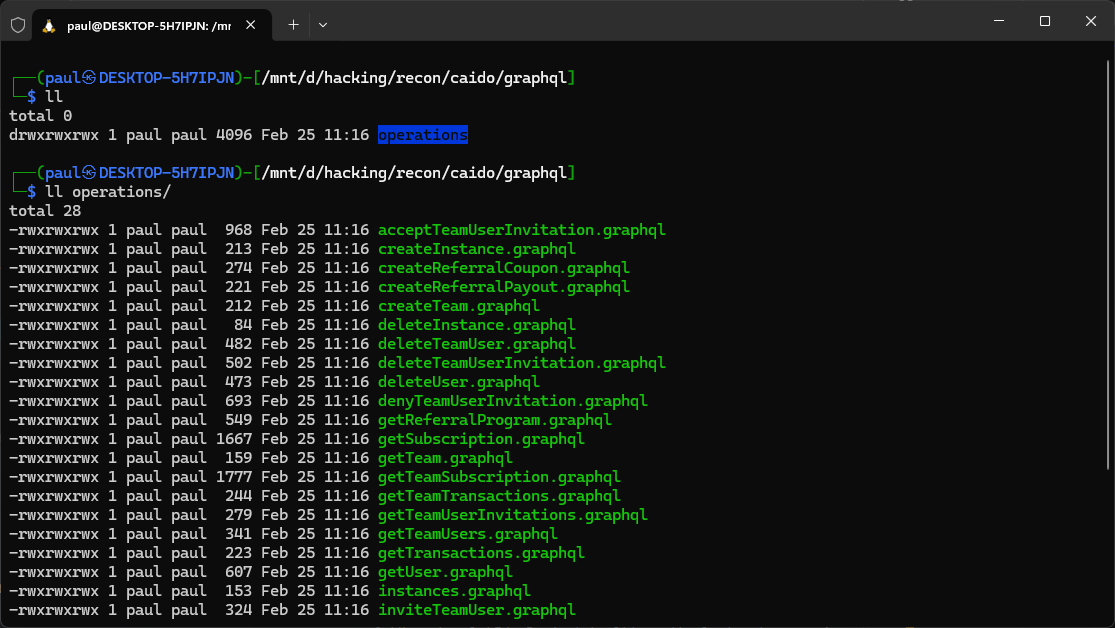 paul@DESKTOP-5H7IPJN: /mr
┌──(paul㉿DESKTOP-5H7IPJN)-[/mnt/d/hacking/recon/caido/graphql]
└─$ ll
total 0
drwxrwxrwx 1 paul paul 4096 Feb 25 11:16 operations
┌──(paul㉿DESKTOP-5H7IPJN)-[/mnt/d/hacking/recon/caido/graphql]
└─$ ll operations/
total 28
-rwxrwxrwx 1 paul paul  968 Feb 25 11:16 acceptTeamUserInvitation.graphql
-rwxrwxrwx 1 paul paul  213 Feb 25 11:16 createInstance.graphql
-rwxrwxrwx 1 paul paul  274 Feb 25 11:16 createReferralCoupon.graphql
-rwxrwxrwx 1 paul paul  221 Feb 25 11:16 createReferralPayout.graphql
-rwxrwxrwx 1 paul paul  212 Feb 25 11:16 createTeam.graphql
-rwxrwxrwx 1 paul paul   84 Feb 25 11:16 deleteInstance.graphql
-rwxrwxrwx 1 paul paul  482 Feb 25 11:16 deleteTeamUser.graphql
-rwxrwxrwx 1 paul paul  502 Feb 25 11:16 deleteTeamUserInvitation.graphql
-rwxrwxrwx 1 paul paul  473 Feb 25 11:16 deleteUser.graphql
-rwxrwxrwx 1 paul paul  693 Feb 25 11:16 denyTeamUserInvitation.graphql
-rwxrwxrwx 1 paul paul  549 Feb 25 11:16 getReferralProgram.graphql
-rwxrwxrwx 1 paul paul 1667 Feb 25 11:16 getSubscription.graphql
-rwxrwxrwx 1 paul paul  159 Feb 25 11:16 getTeam.graphql
-rwxrwxrwx 1 paul paul 1777 Feb 25 11:16 getTeamSubscription.graphql
-rwxrwxrwx 1 paul paul  244 Feb 25 11:16 getTeamTransactions.graphql
-rwxrwxrwx 1 paul paul  279 Feb 25 11:16 getTeamUserInvitations.graphql
-rwxrwxrwx 1 paul paul  341 Feb 25 11:16 getTeamUsers.graphql
-rwxrwxrwx 1 paul paul  223 Feb 25 11:16 getTransactions.graphql
-rwxrwxrwx 1 paul paul  607 Feb 25 11:16 getUser.graphql
-rwxrwxrwx 1 paul paul  153 Feb 25 11:16 instances.graphql
-rwxrwxrwx 1 paul paul  324 Feb 25 11:16 inviteTeamUser.graphql